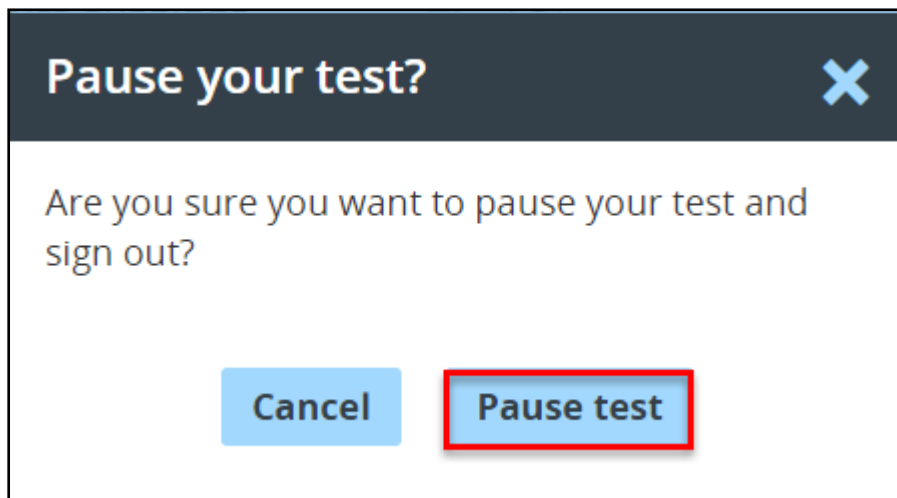 Pause your test?
Are you sure you want to pause your test and
sign out?
Cancel
Pause test